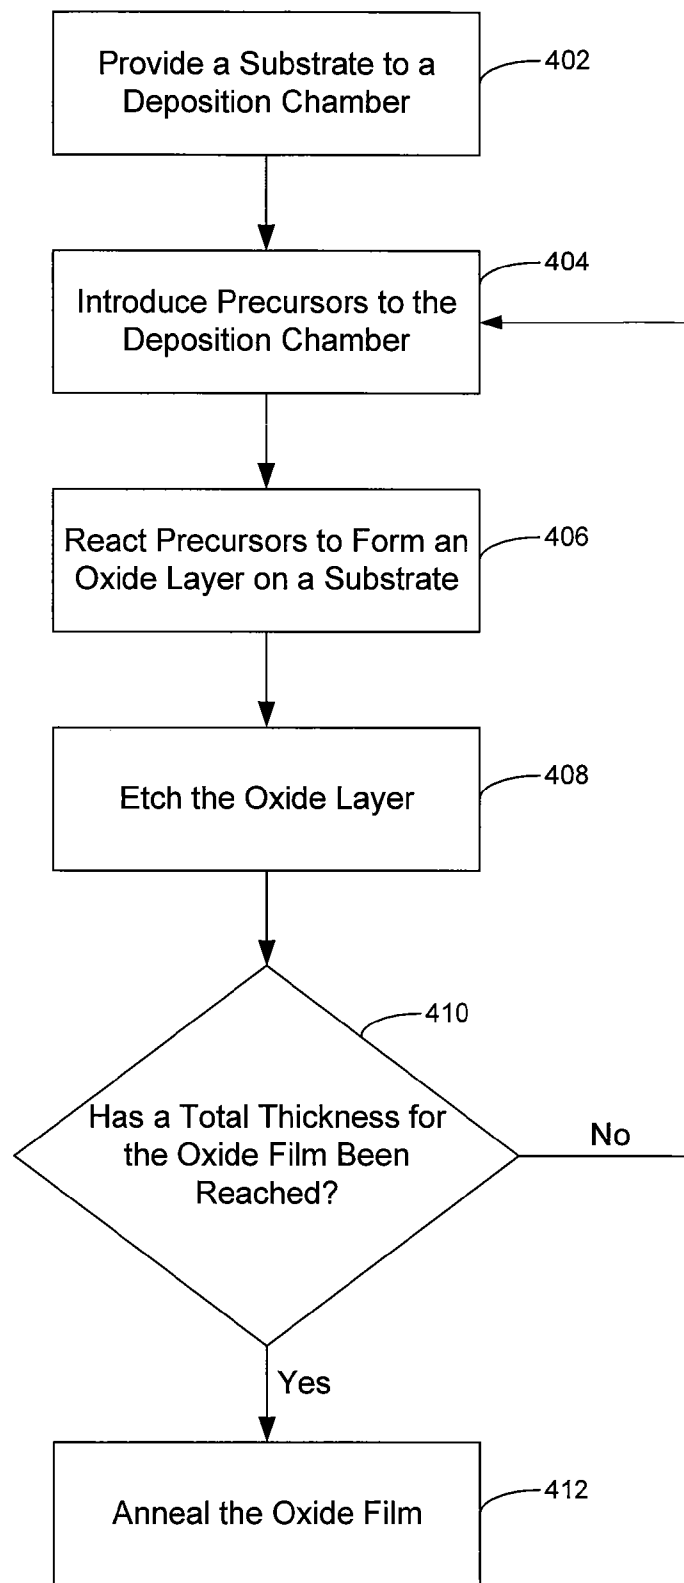 Provide a Substrate to a
Deposition Chamber
402
Introduce Precursors to the
Deposition Chamber
404
React Precursors to Form an
Oxide Layer on a Substrate
406
Etch the Oxide Layer
408
410
Has a Total Thickness for
the Oxide Film Been
Reached?
No
Yes
Anneal the Oxide Film
412